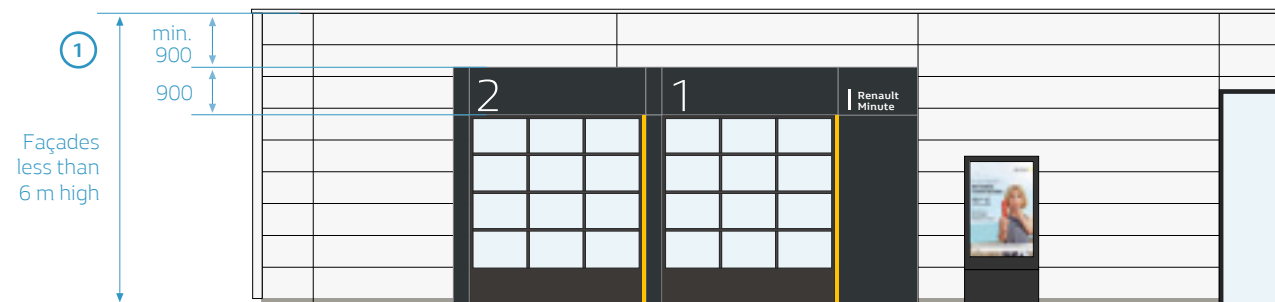 1
min.
900
900
Façades
less than
6 m high
2
1
Renault
Minute